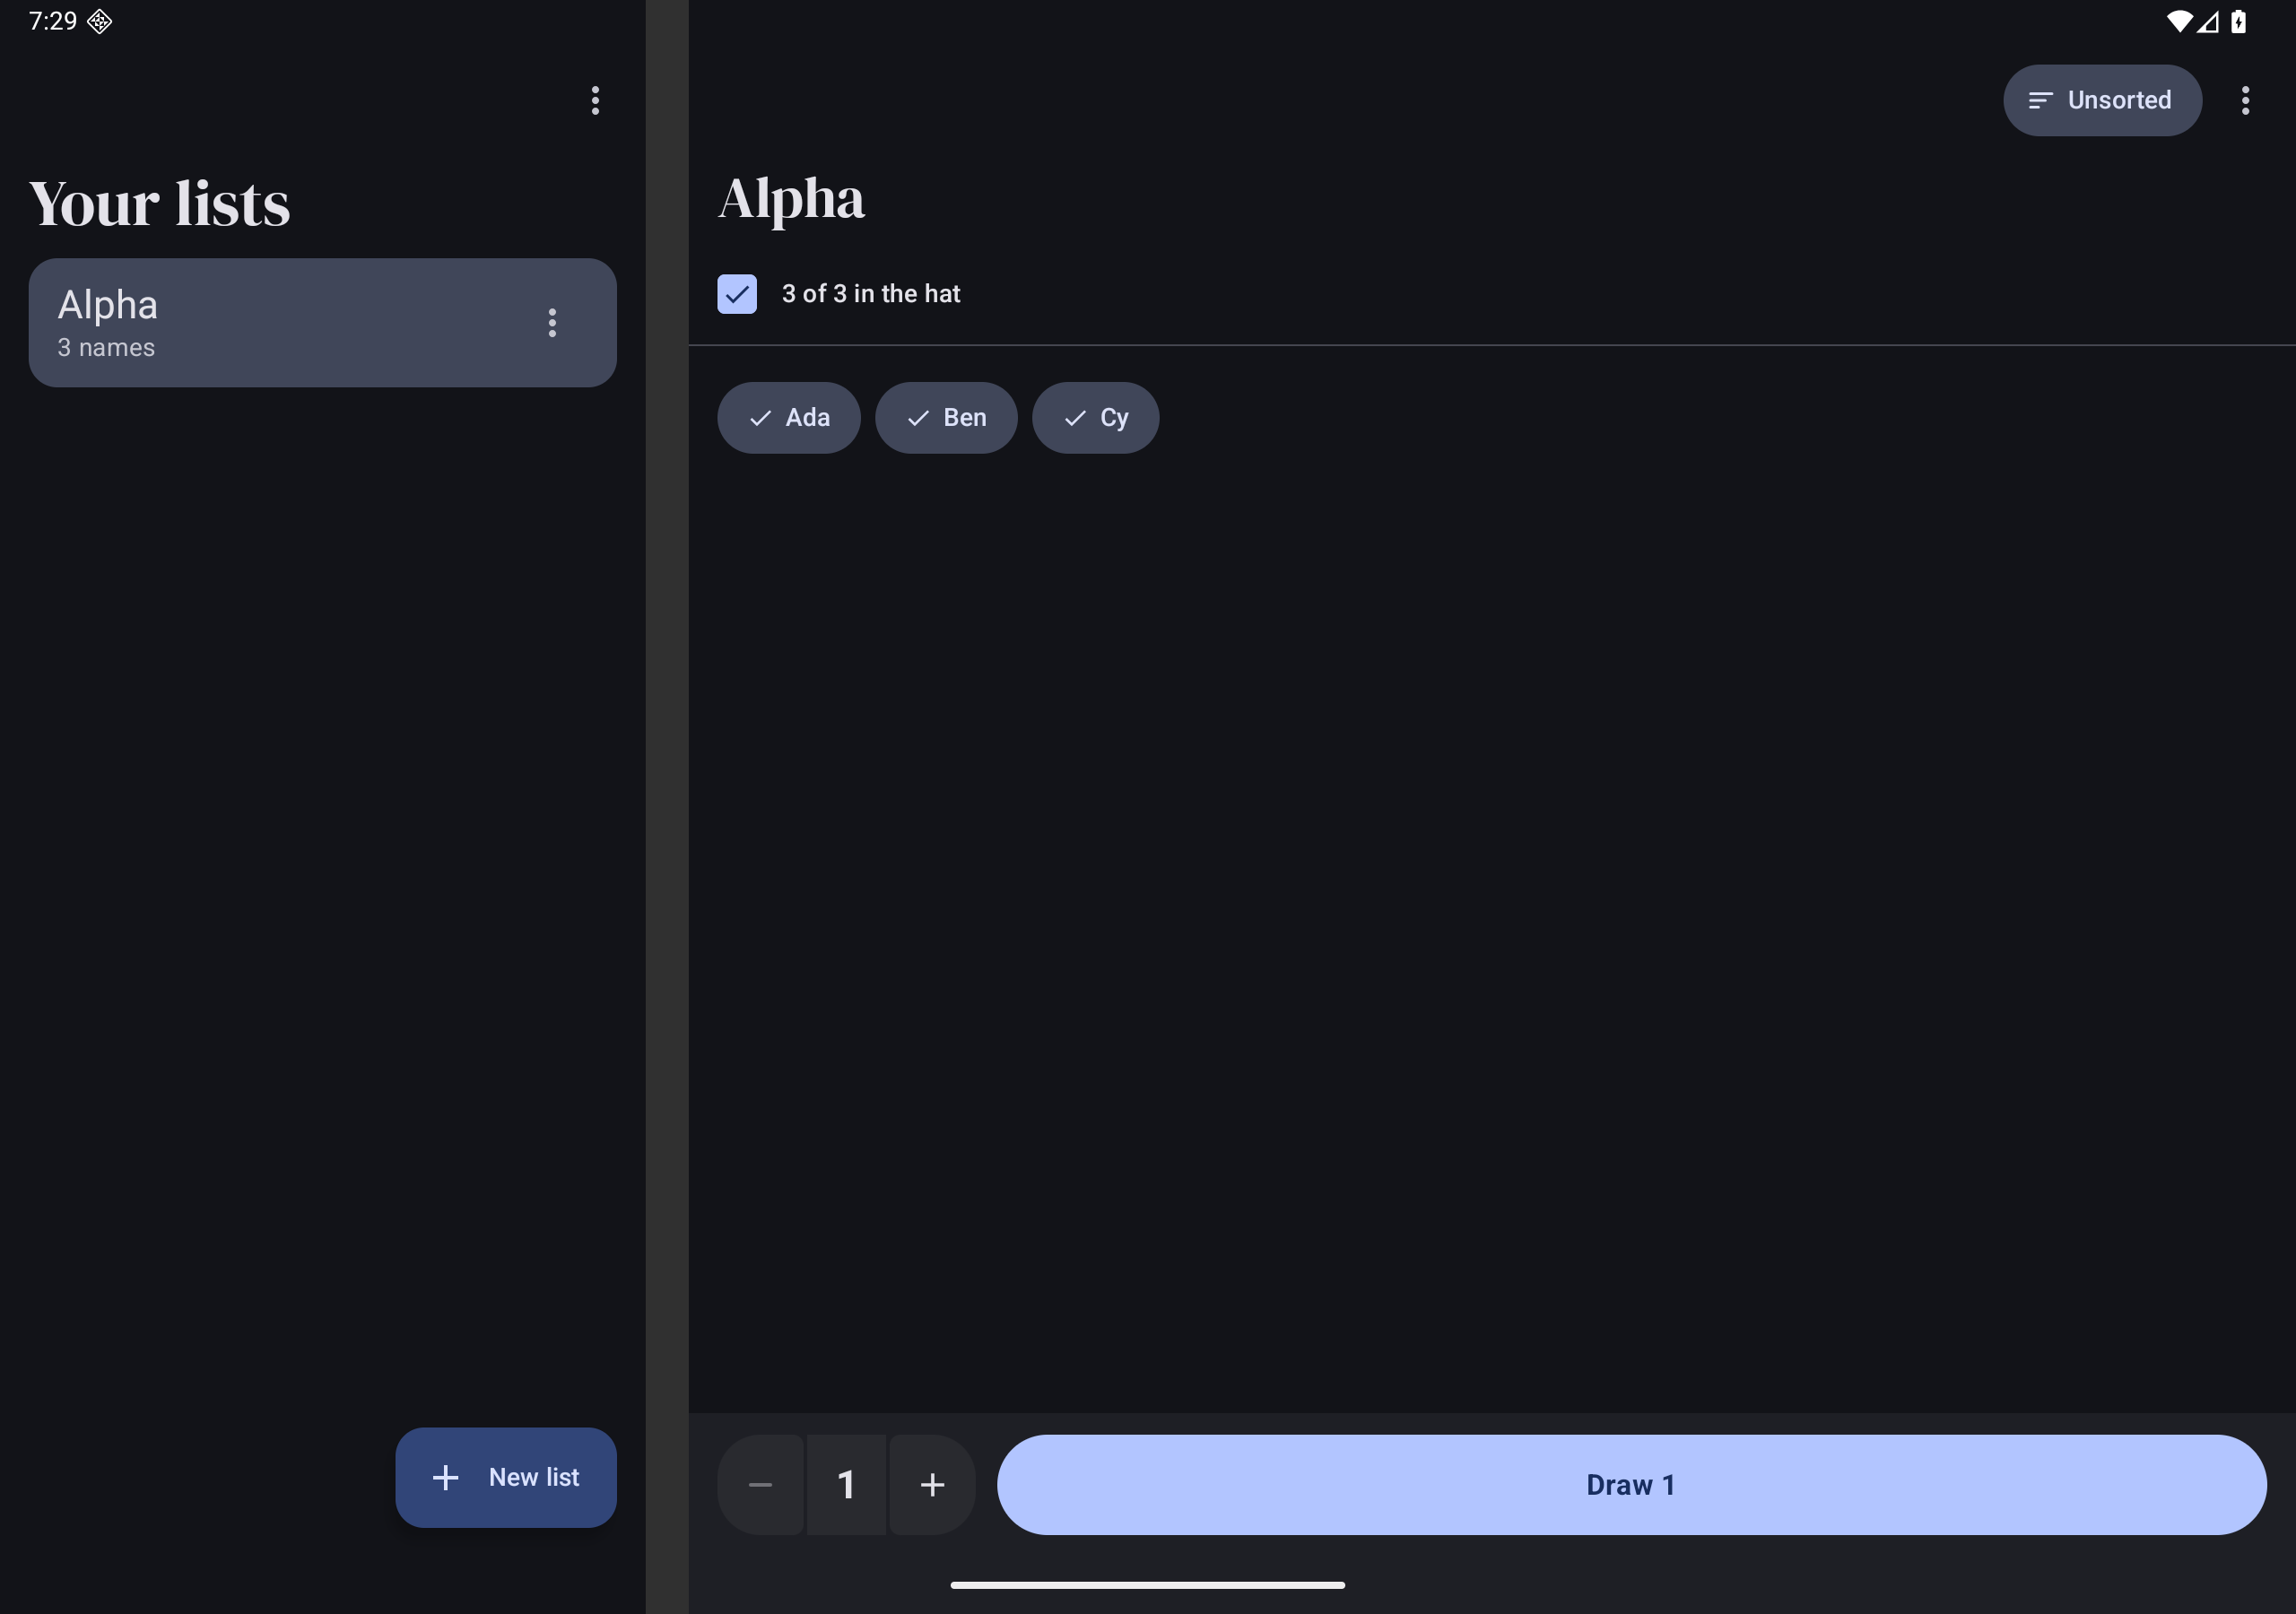 7:29
Unsorted
Your lists
Alpha
3 names
New list
Alpha
3 of 3 in the hat
Ada
Ben
Cy
1
Draw 1